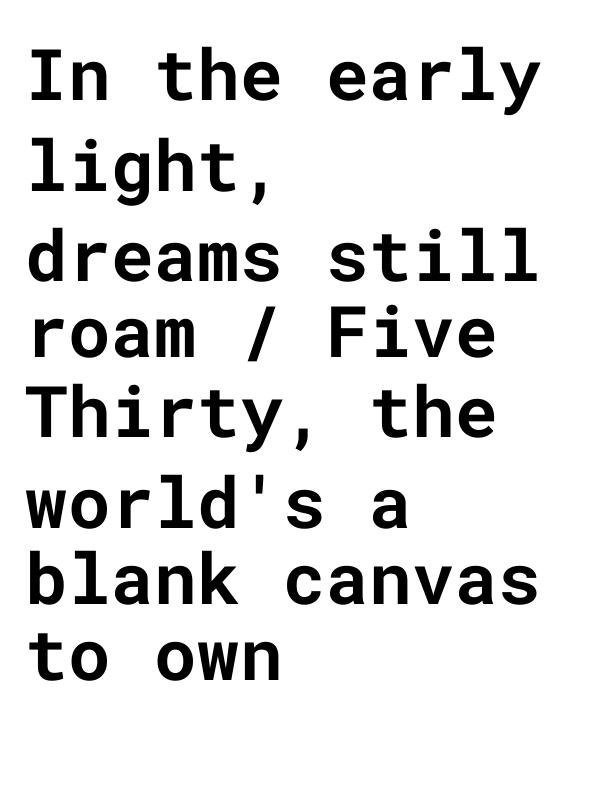 In the early
light,
dreams still
roam / Five
Thirty, the
world's a
blank canvas
to own